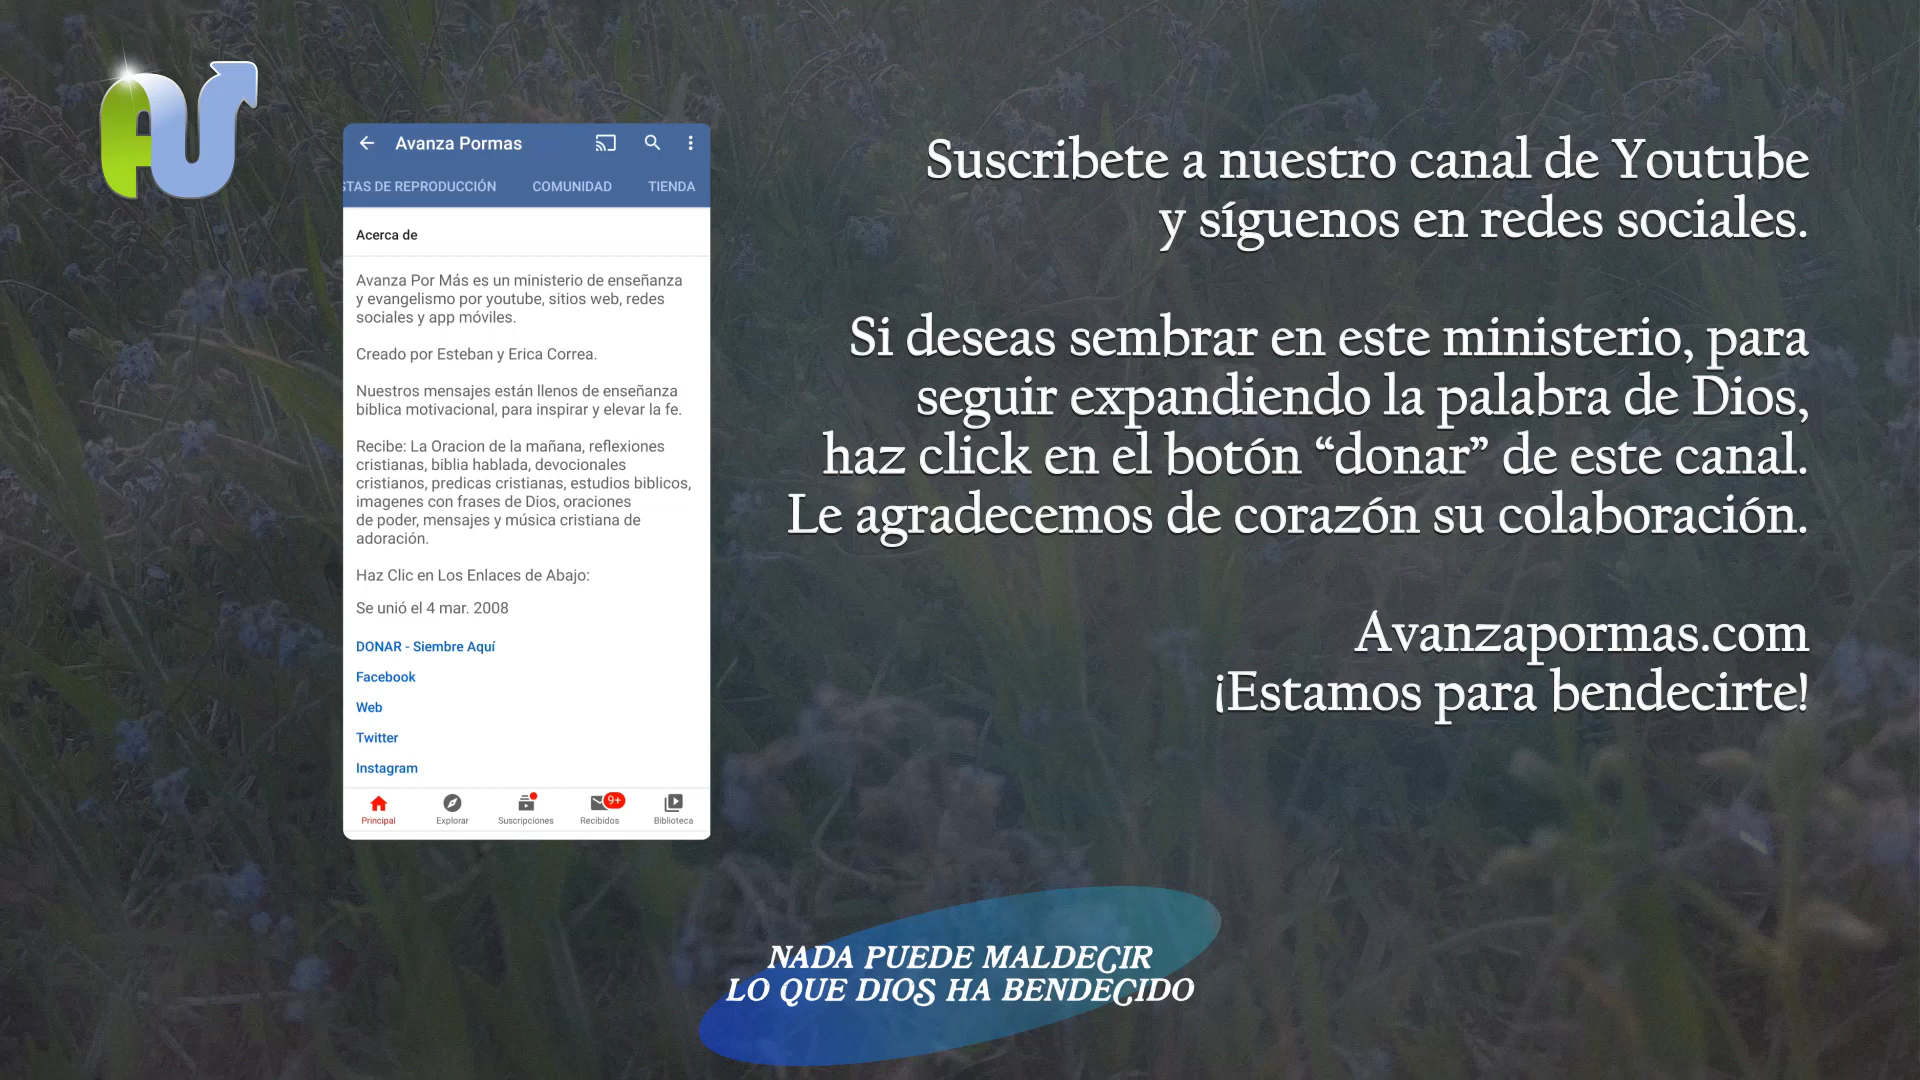 Avanza Pormas
STAS DE REPRODUCCIÓN COMUNIDAD TIENDA
Acerca de
Avanza Por Más es un ministerio de enseñanza
y evangelismo por youtube, sitios web, redes
sociales y app móviles.
Creado por Esteban y Erica Correa.
Nuestros mensajes están llenos de enseñanza
biblica motivacional, para inspirar y elevar la fe.
Recibe: La Oracion de la mañana, reflexiones
cristianas, biblia hablada, devocionales
cristianos, predicas cristianas, estudios biblicos,
imagenes con frases de Dios, oraciones
de poder, mensajes y música cristiana de
adoración.
Haz Clic en Los Enlaces de Abajo:
Se unió el 4 mar. 2008
DONAR - Siembre Aquí
Facebook
Web
Twitter
Instagram
9+
Principal Explorar Suscripciones Recibidos Biblioteca
Suscribete a nuestro canal de Youtube
y síguenos en redes sociales.
Si deseas sembrar en este ministerio, para
seguir expandiendo la palabra de Dios,
haz click en el botón “donar” de este canal.
Le agradecemos de corazón su colaboración.
Avanzapormas.com
¡Estamos para bendecirte!
NADA PUEDE MALDECIR
LO QUE DIOS HA BENDECIDO